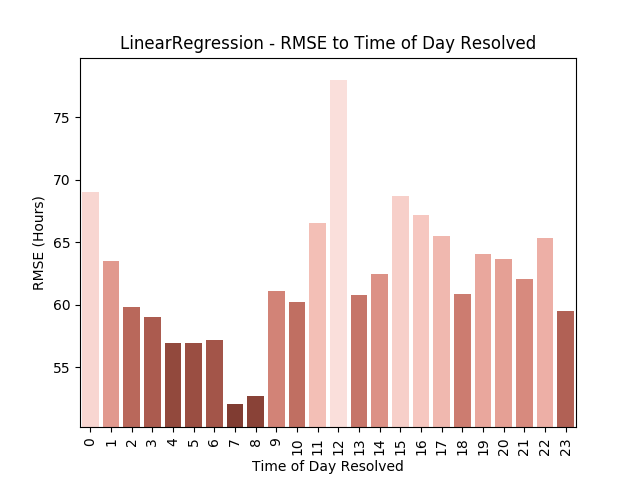 LinearRegression - RMSE to Time of Day Resolved
75
70
65
60
55
RMSE (Hours)
0 1 2 3 4 5 6 7 8 9 10 11 12 13 14 15 16 17 18 19 20 21 22 23
Time of Day Resolved